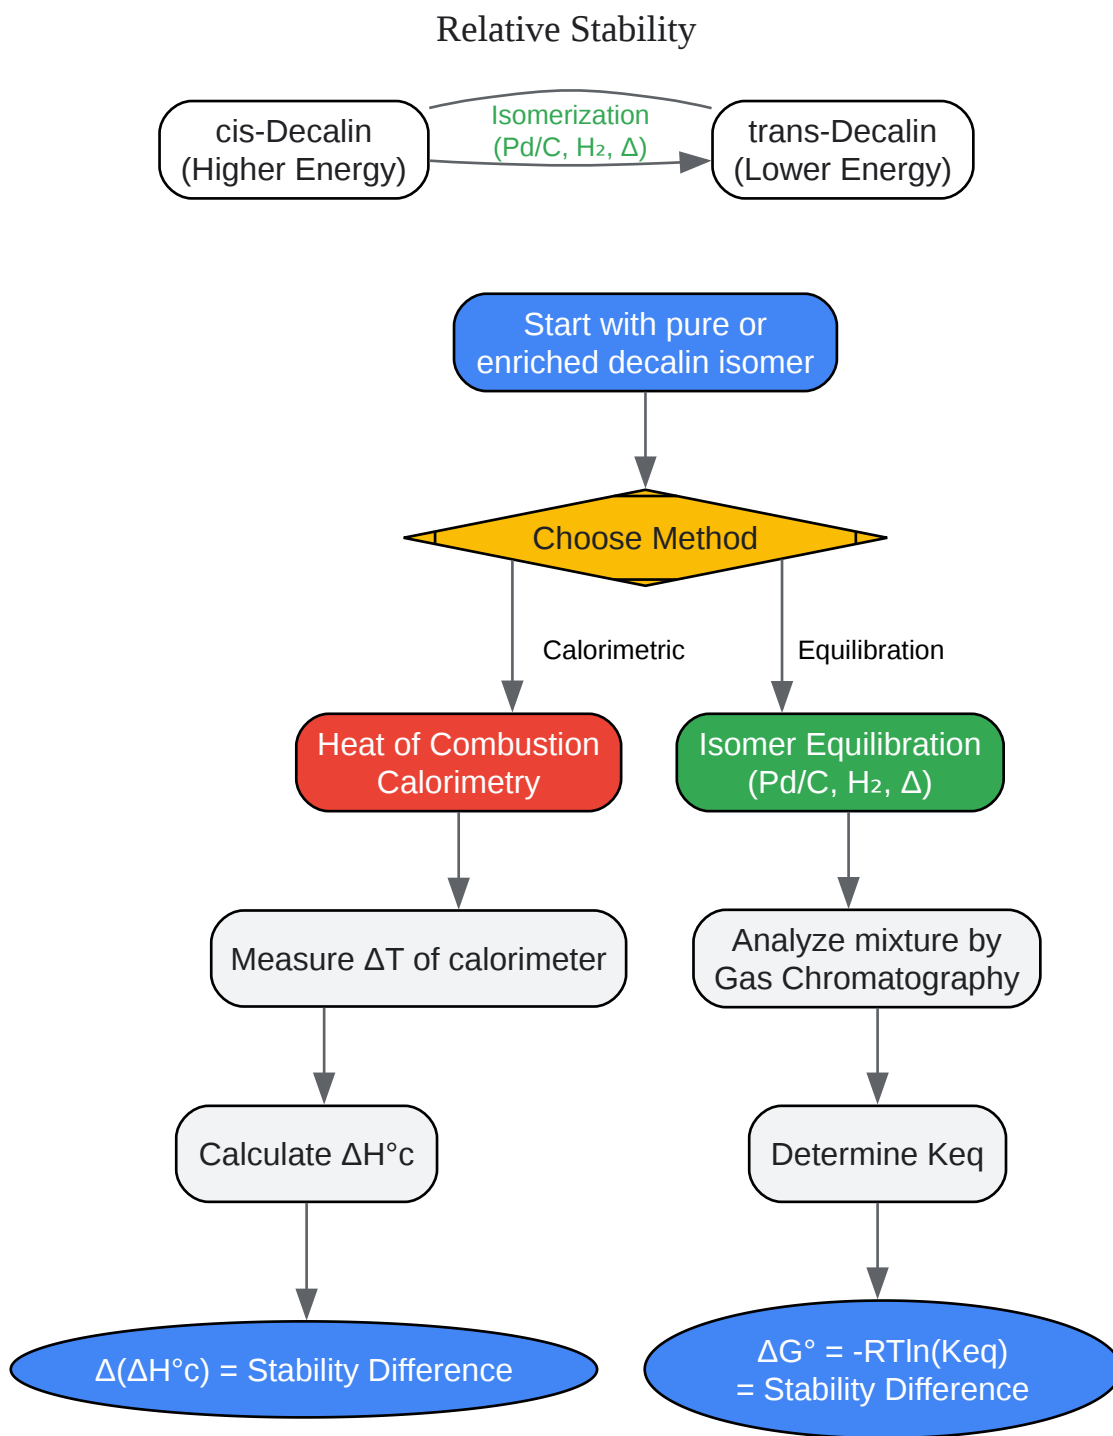 Relative Stability
cis-Decalin
(Higher Energy)
Isomerization
(Pd/C, H₂, Δ)
trans-Decalin
(Lower Energy)
Start with pure or
enriched decalin isomer
Choose Method
Calorimetric
Equilibration
Heat of Combustion
Calorimetry
Isomer Equilibration
(Pd/C, H₂, Δ)
Measure ΔT of calorimeter
Analyze mixture by
Gas Chromatography
Calculate ΔH°c
Determine Keq
Δ(ΔH°c) = Stability Difference
ΔG° = -RTln(Keq)
= Stability Difference